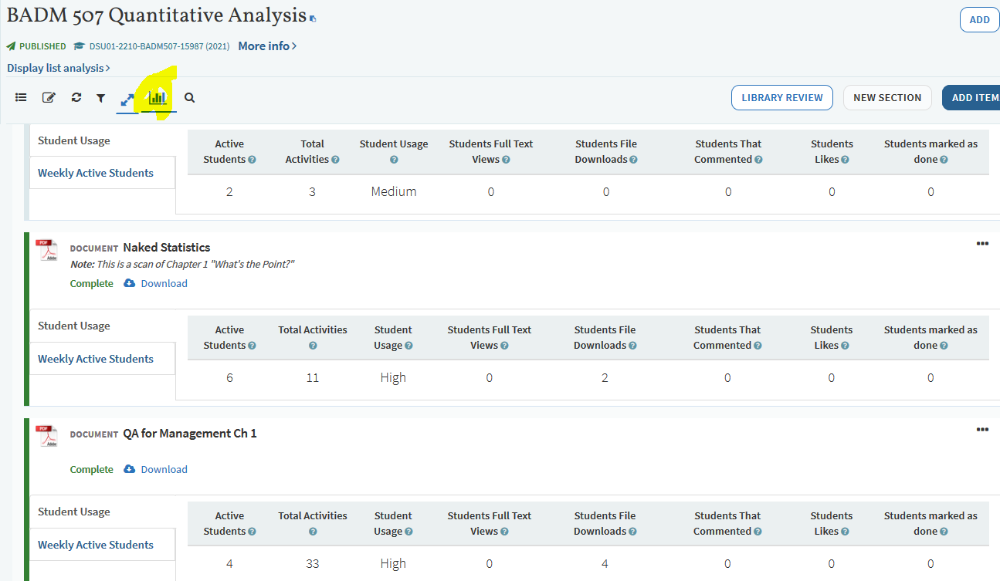 BADM 507 Quantitative Analysis
ADD
PUBLISHED DSU01-2210-BADM507-15987 (2021) More info
Display list analysis
LIBRARY REVIEW NEW SECTION ADD ITEM
Student Usage
Weekly Active Students
Active Total Student Usage Students Full Text Students File Students That Students Students marked as
Students ? Activities ? ? Views ? Downloads ? Commented ? Likes ? done ?
2 3 Medium 0 0 0 0 0
PDF Adobe
DOCUMENT Naked Statistics
Note: This is a scan of Chapter 1 "What's the Point?"
Complete Download
Student Usage
Weekly Active Students
Active Total Activities Student Students Full Text Students File Students That Students Students marked as
Students ? ? Usage ? Views ? Downloads ? Commented ? Likes ? done ?
6 11 High 0 2 0 0 0
PDF Adobe
DOCUMENT QA for Management Ch 1
Complete Download
Student Usage
Weekly Active Students
Active Total Activities Student Students Full Text Students File Students That Students Students marked as
Students ? ? Usage ? Views ? Downloads ? Commented ? Likes ? done ?
4 33 High 0 4 0 0 0